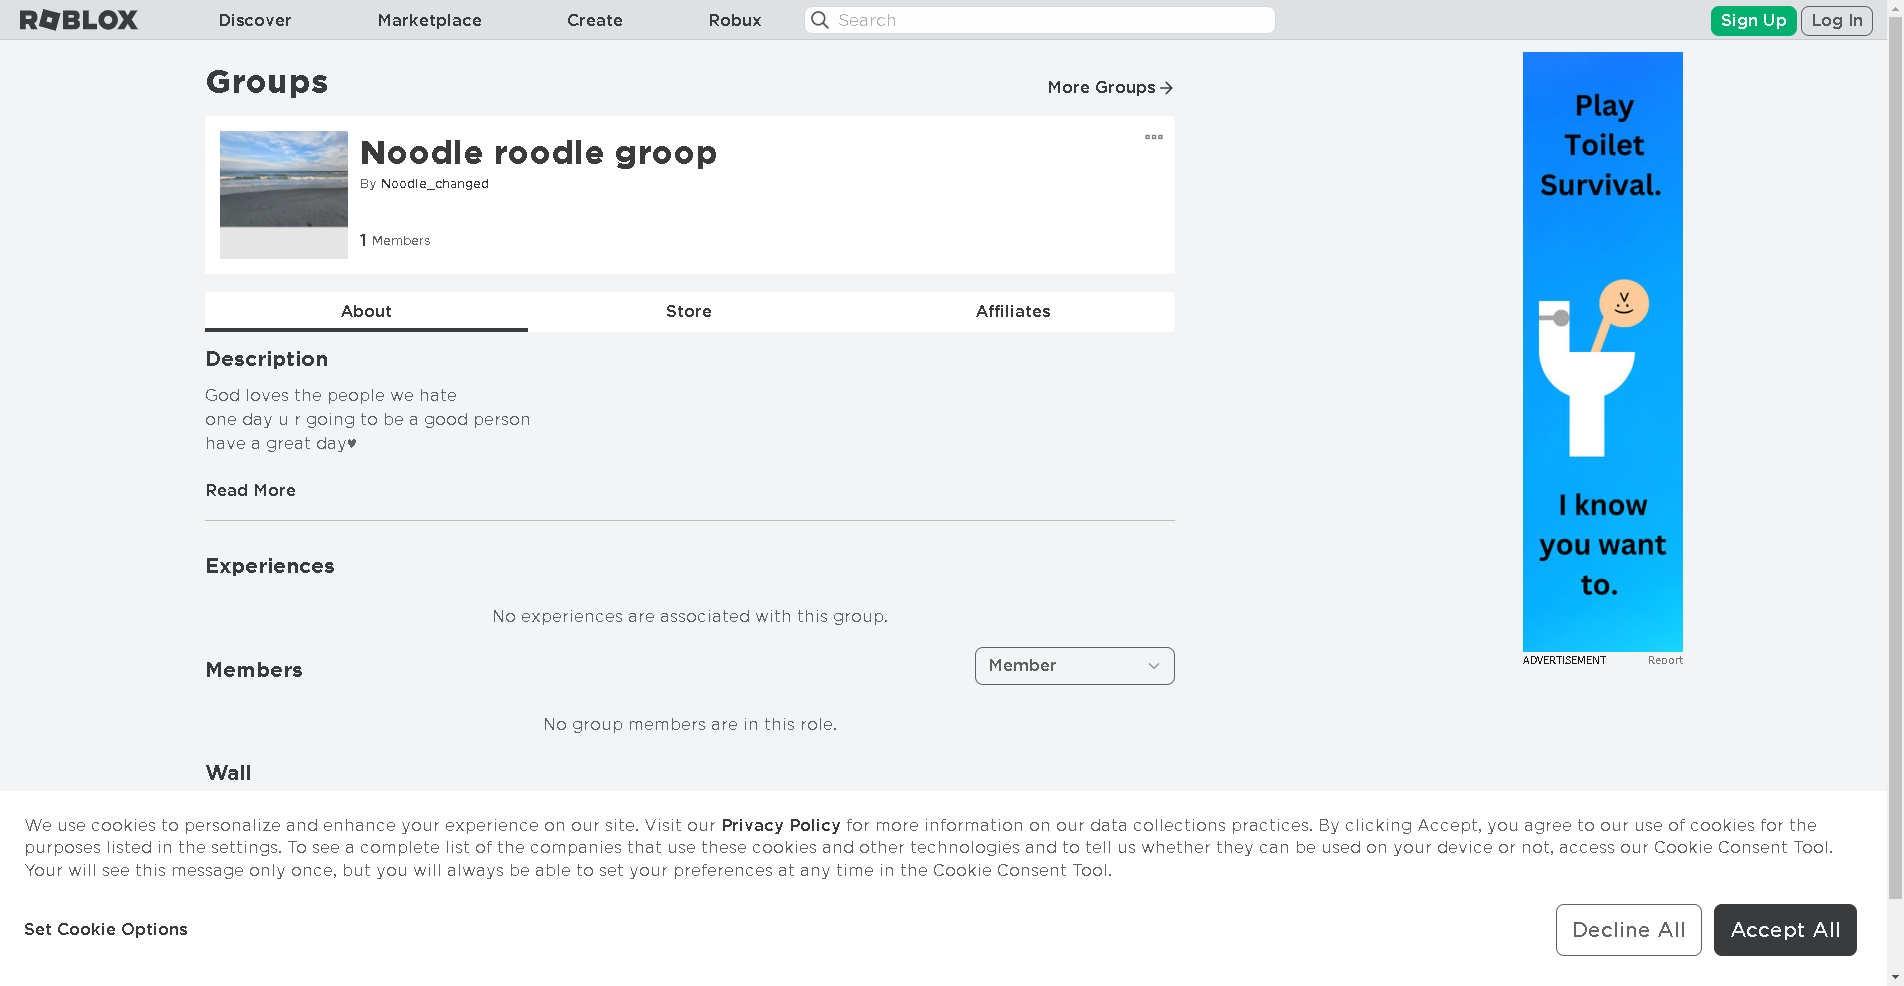 ROBLOX
Discover
Marketplace
Create
Robux
Search
Sign Up
Log In
Groups
More Groups
Noodle roodle groop
By Noodle_changed
1 Members
About
Store
Affiliates
Description
God loves the people we hate
one day u r going to be a good person
have a great day♥
Read More
Experiences
No experiences are associated with this group.
Members
Member
No group members are in this role.
Wall
Play
Toilet
Survival.
I know
you want
to.
ADVERTISEMENT
Report
We use cookies to personalize and enhance your experience on our site. Visit our Privacy Policy for more information on our data collections practices. By clicking Accept, you agree to our use of cookies for the
purposes listed in the settings. To see a complete list of the companies that use these cookies and other technologies and to tell us whether they can be used on your device or not, access our Cookie Consent Tool.
Your will see this message only once, but you will always be able to set your preferences at any time in the Cookie Consent Tool.
Set Cookie Options
Decline All
Accept All